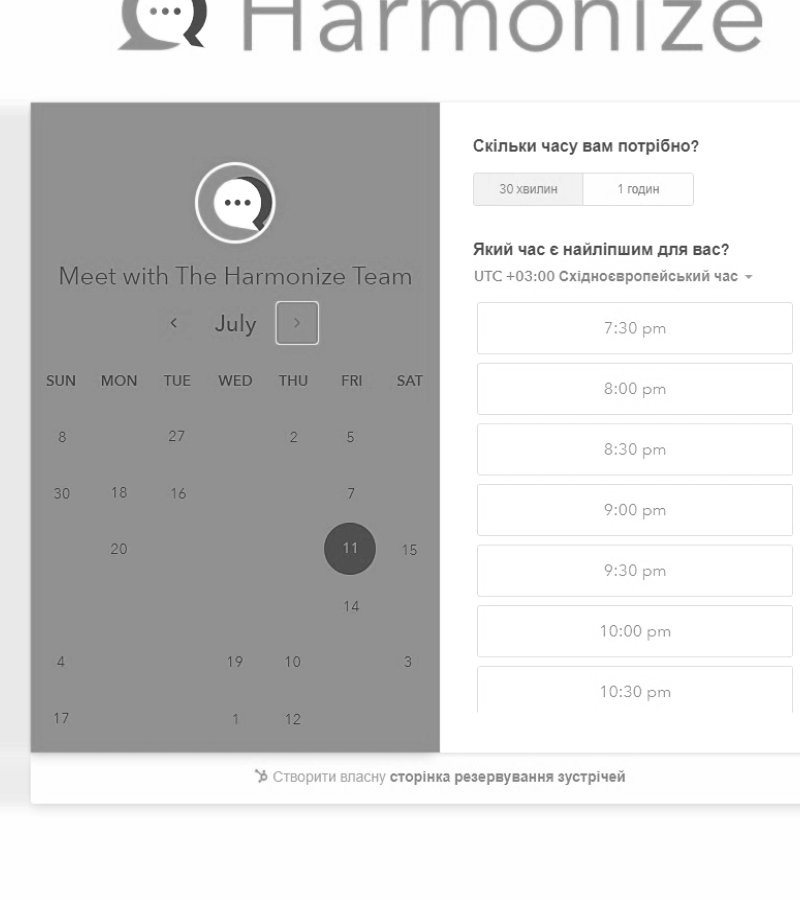 Harmonize
Meet with The Harmonize Team
July
SUN MON TUE WED THU FRI SAT
8 27 2 5
30 18 16 7
20 11 15
14
4 19 10 3
17 1 12
Скільки часу вам потрібно?
30 хвилин 1 годин
Який час є найліпшим для вас?
UTC +03:00 Східноєвропейський час
7:30 pm
8:00 pm
8:30 pm
9:00 pm
9:30 pm
10:00 pm
10:30 pm
Створити власну сторінка резервування зустрічей